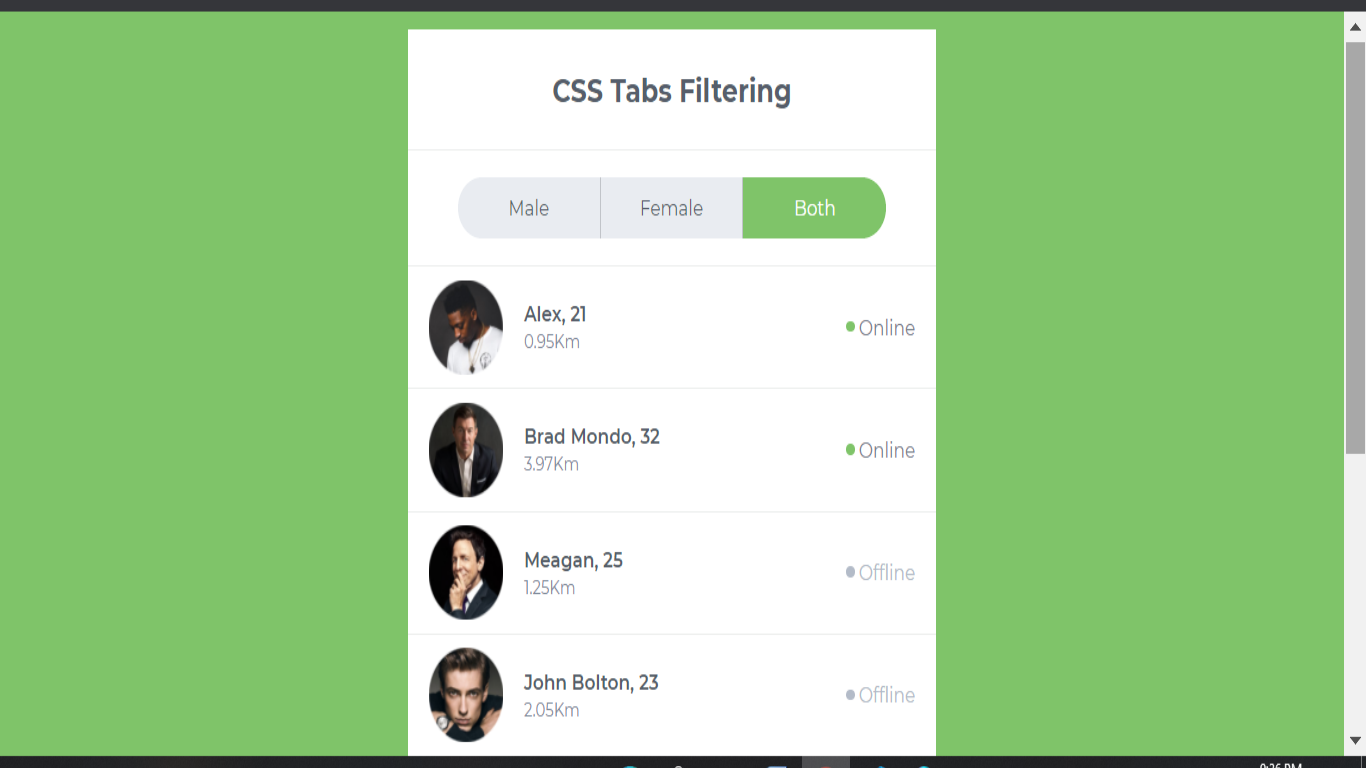 CSS Tabs Filtering
Male Female Both
Alex, 21
0.95Km
Online
Brad Mondo, 32
3.97Km
Online
Meagan, 25
1.25Km
Offline
John Bolton, 23
2.05Km
Offline